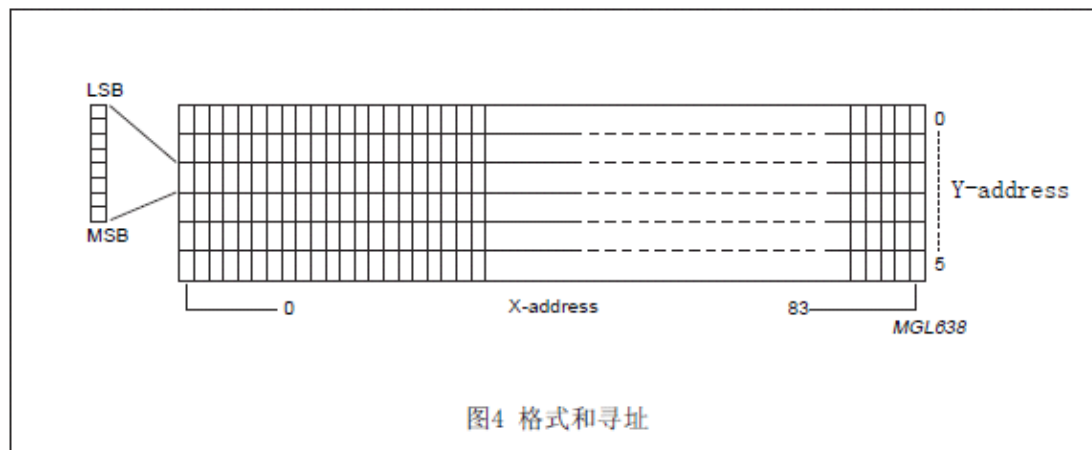 LSB
MSB
0
Y-address
5
0
X-address
83
MGL638
图4 格式和寻址